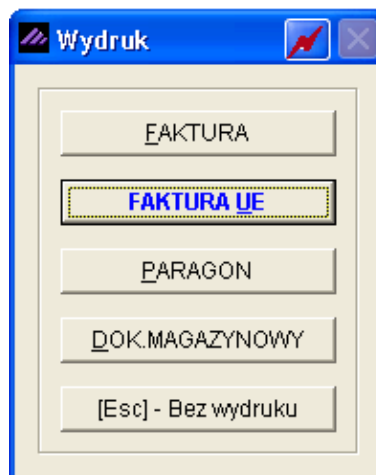 Wydruk
FAKTURA
FAKTURA UE
PARAGON
DOK.MAGAZYNOWY
[Esc] - Bez wydruku